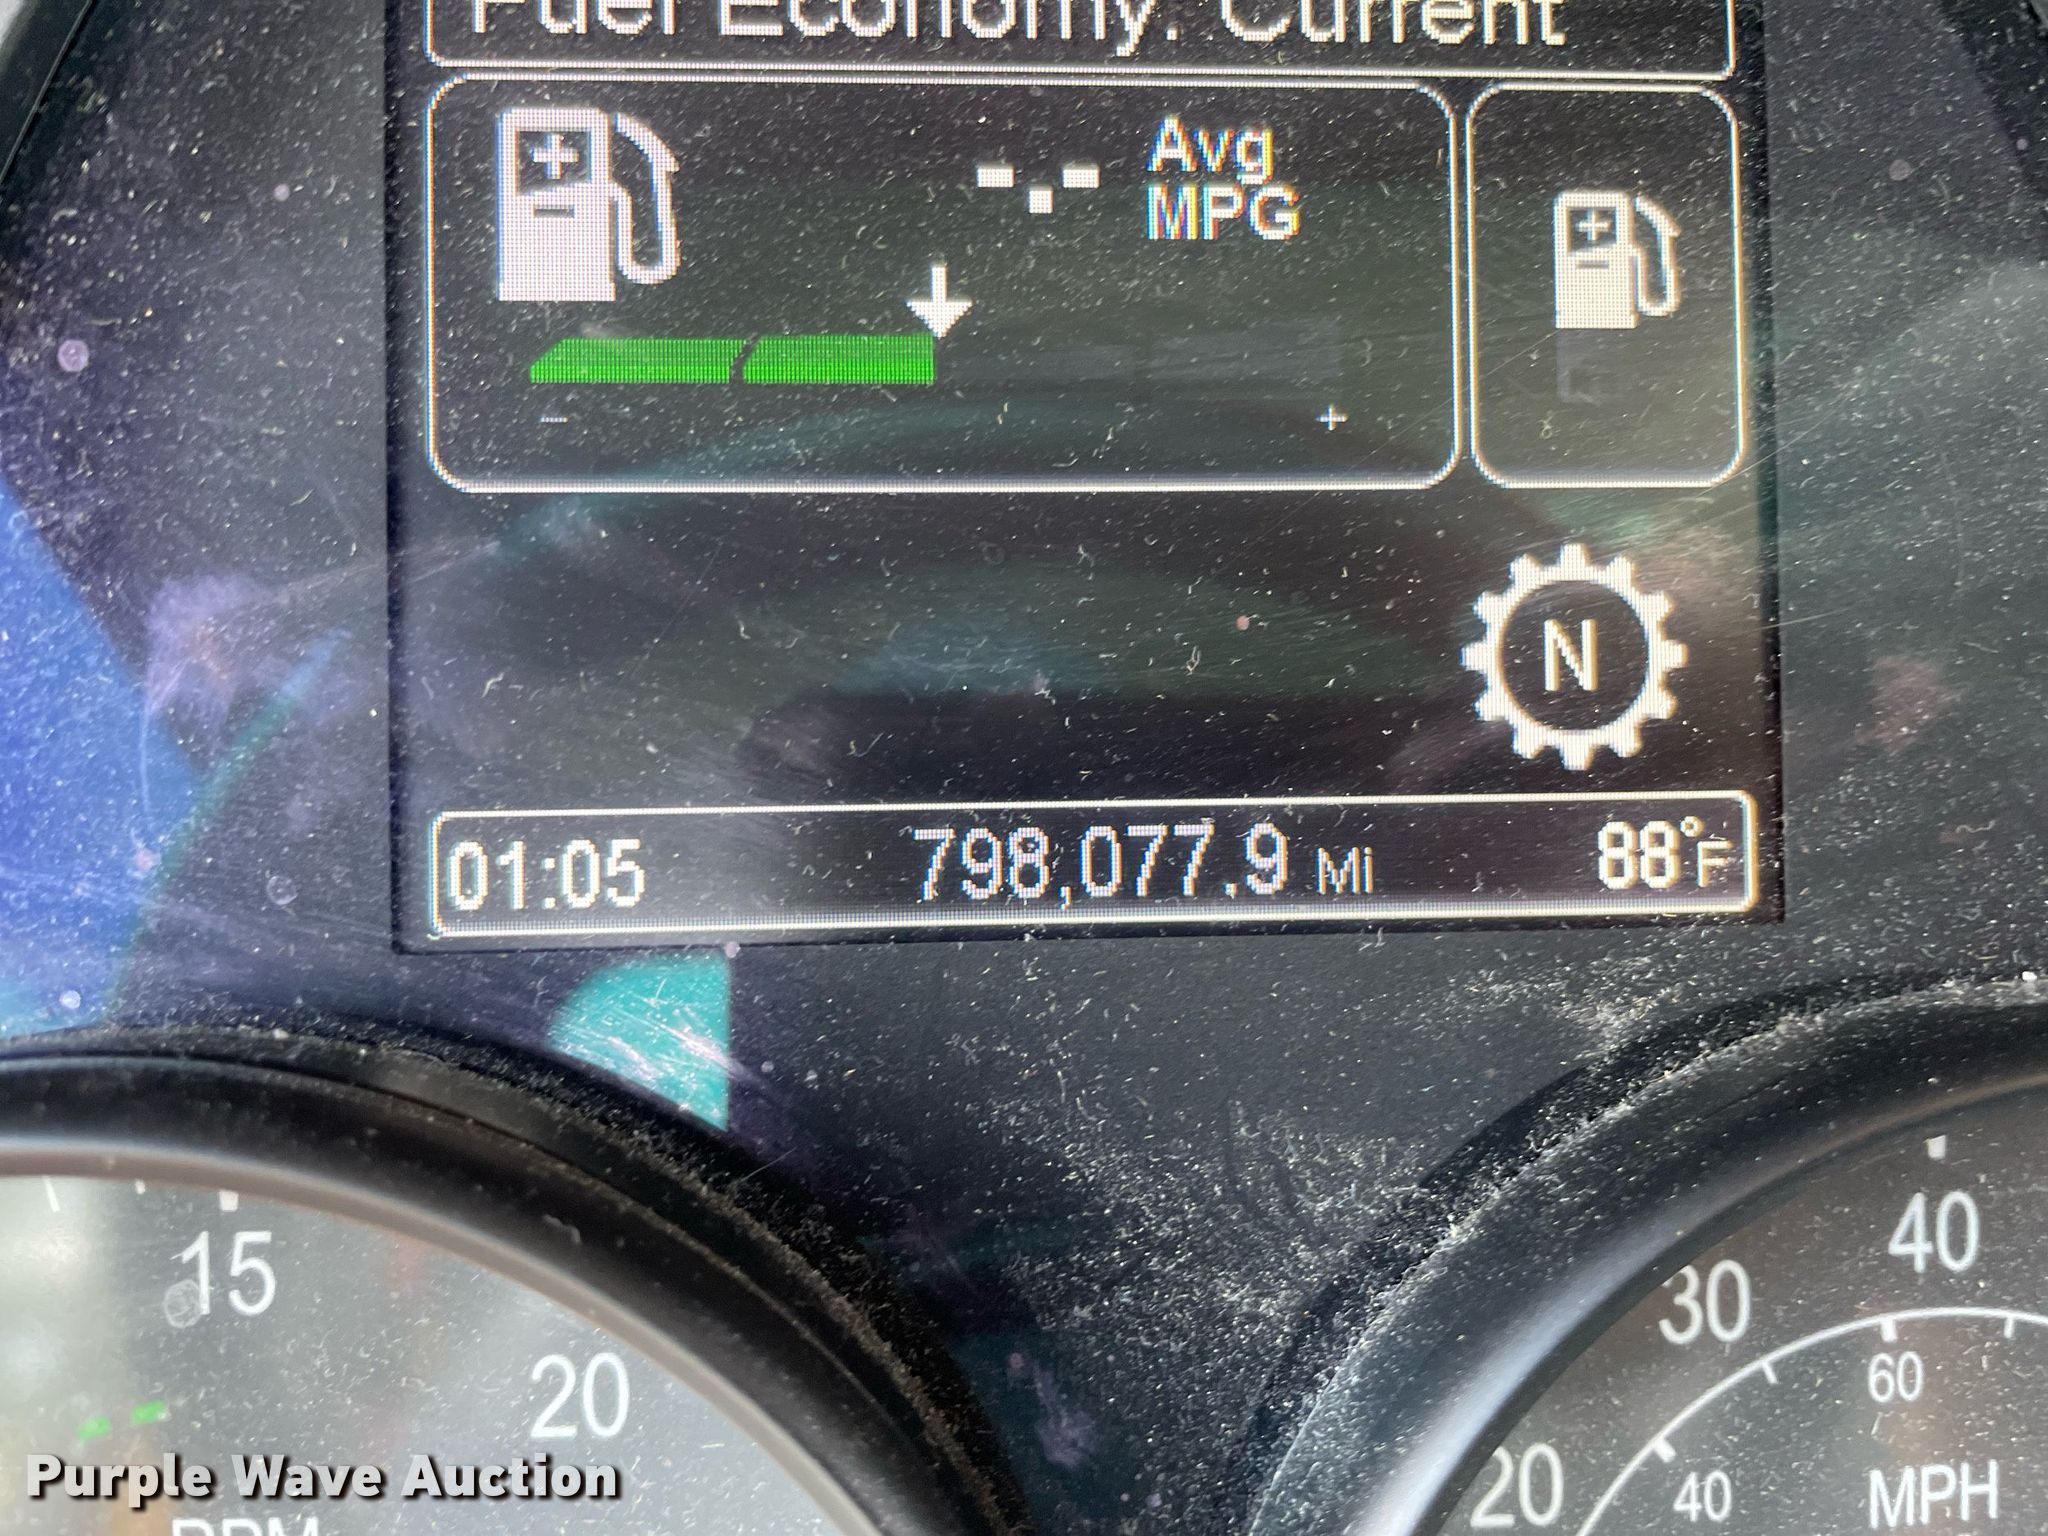 Fuel Economy: Current
-.- Avg
MPG
- +
N
01:05 798,077.9 Mi 88°F
15
20
RPM
20
30
40
40
60
MPH
Purple Wave Auction